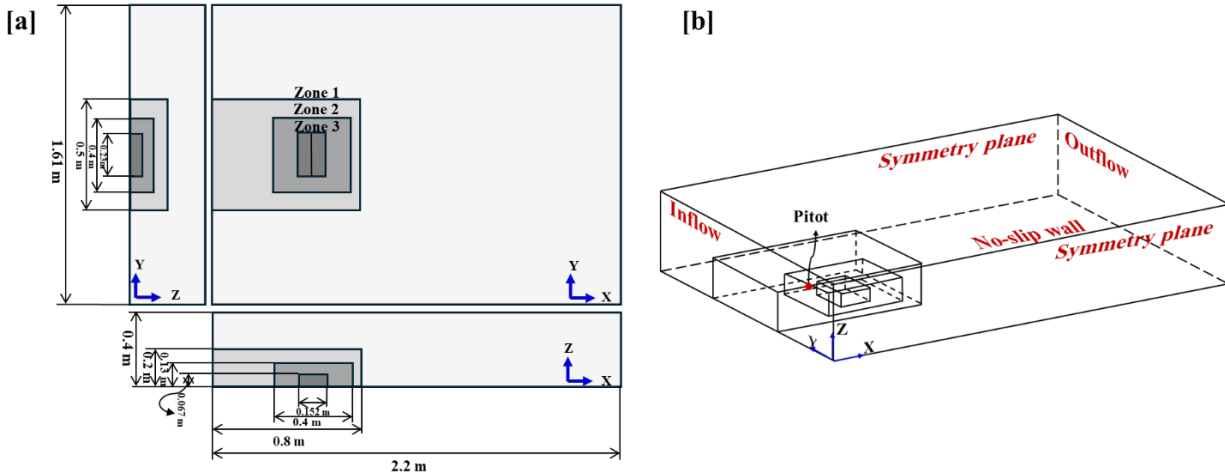 [a]
1.61 m
0.5 m
0.4 m
0.23m
Zone 1
Zone 2
Zone 3
Y
Z
Y
X
0.4 m
0.2 m
0.13 m
0.067 m
Z
X
0.152 m
0.4 m
0.8 m
2.2 m
[b]
Symmetry plane
Outflow
Inflow
Pitot
No-slip wall
Symmetry plane
Z
Y
X